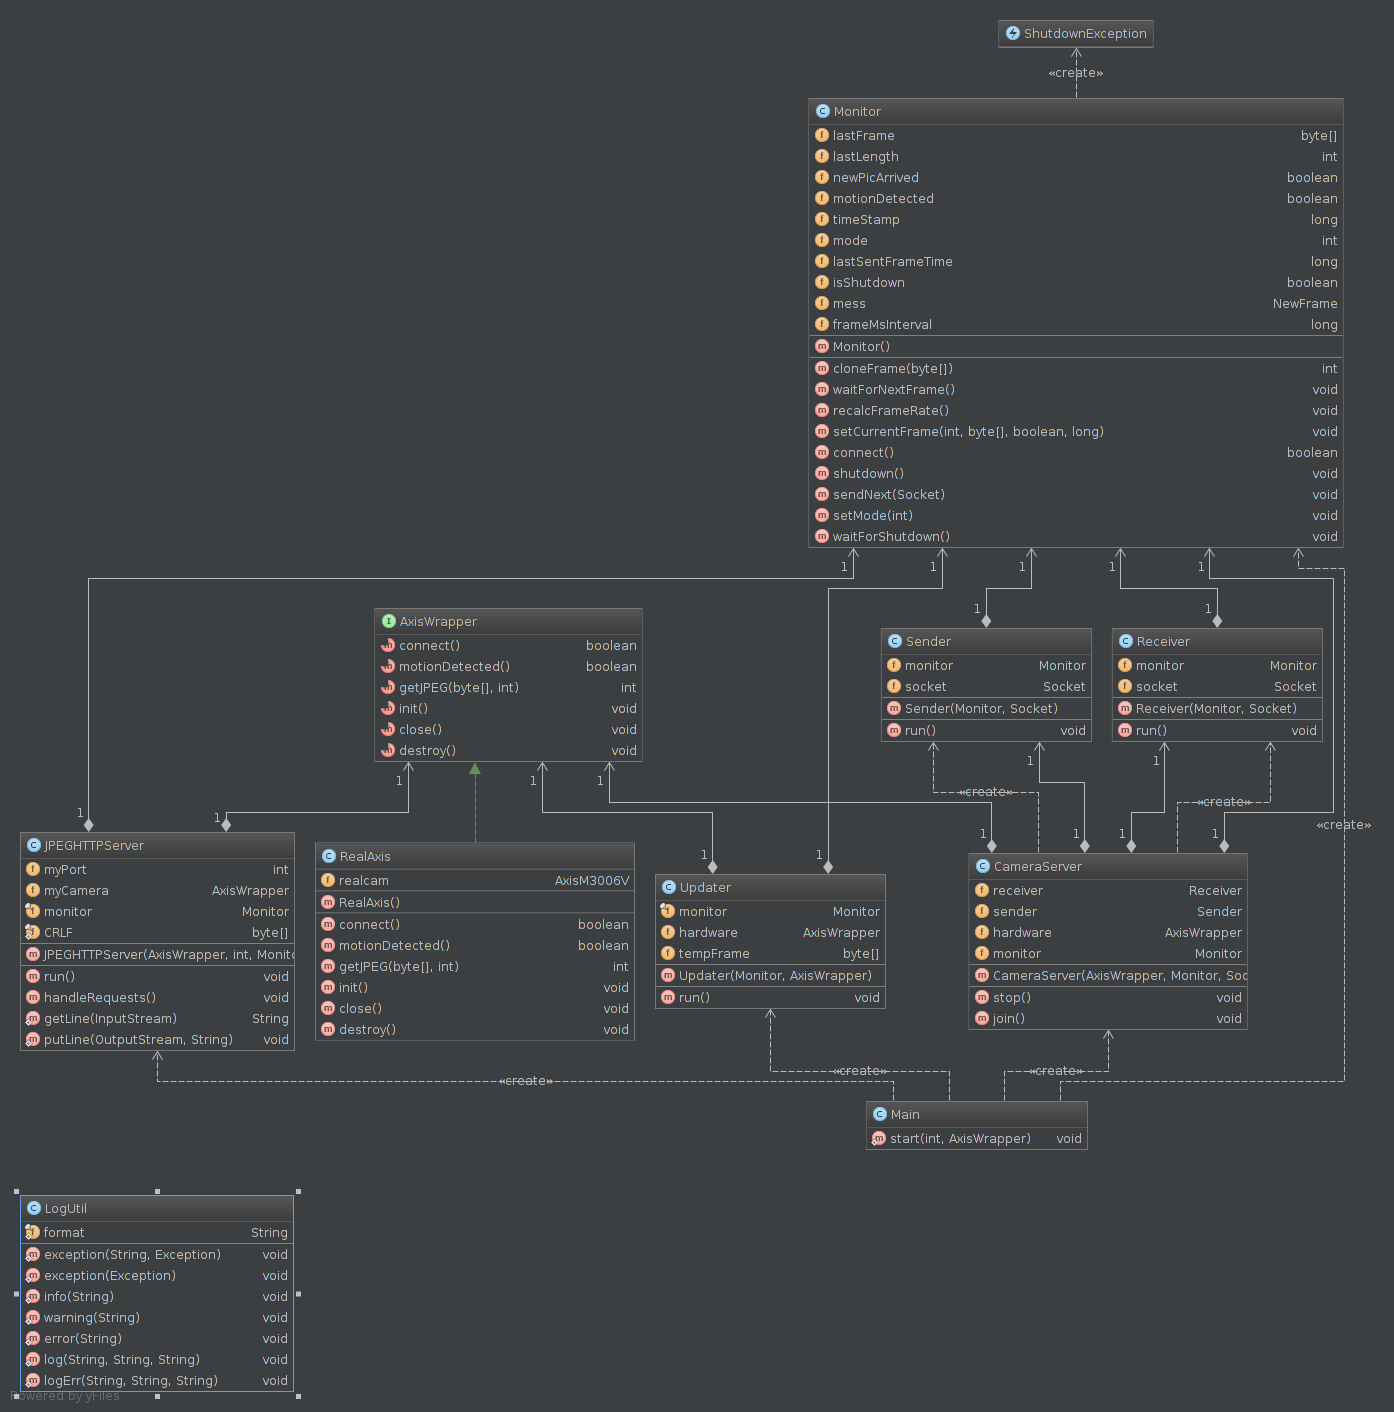 ShutdownException
«create»
Monitor
lastFrame byte[]
lastLength int
newPicArrived boolean
motionDetected boolean
timeStamp long
mode int
lastSentFrameTime long
isShutdown boolean
mess NewFrame
frameMsInterval long
Monitor()
cloneFrame(byte[]) int
waitForNextFrame() void
recalcFrameRate() void
setCurrentFrame(int, byte[], boolean, long) void
connect() boolean
shutdown() void
sendNext(Socket) void
setMode(int) void
waitForShutdown() void
1 1 1 1 1
1 1
AxisWrapper
connect() boolean
motionDetected() boolean
getJPEG(byte[], int) int
init() void
close() void
destroy() void
Sender
monitor Monitor
socket Socket
Sender(Monitor, Socket)
run() void
Receiver
monitor Monitor
socket Socket
Receiver(Monitor, Socket)
run() void
1 1 1 1 1
«create»
«create»
1 1 1 1 1
«create»
1 1 1
JPEGHTTPServer
myPort int
myCamera AxisWrapper
monitor Monitor
CRLF byte[]
JPEGHTTPServer(AxisWrapper, int, Monito
run() void
handleRequests() void
getLine(InputStream) String
putLine(OutputStream, String) void
RealAxis
realcam AxisM3006V
RealAxis()
connect() boolean
motionDetected() boolean
getJPEG(byte[], int) int
init() void
close() void
destroy() void
Updater
monitor Monitor
hardware AxisWrapper
tempFrame byte[]
Updater(Monitor, AxisWrapper)
run() void
CameraServer
receiver Receiver
sender Sender
hardware AxisWrapper
monitor Monitor
CameraServer(AxisWrapper, Monitor, Soc
stop() void
join() void
«create» «create»
«create»
Main
start(int, AxisWrapper) void
LogUtil
format String
exception(String, Exception) void
exception(Exception) void
info(String) void
warning(String) void
error(String) void
log(String, String, String) void
logErr(String, String, String) void
Powered by yFiles